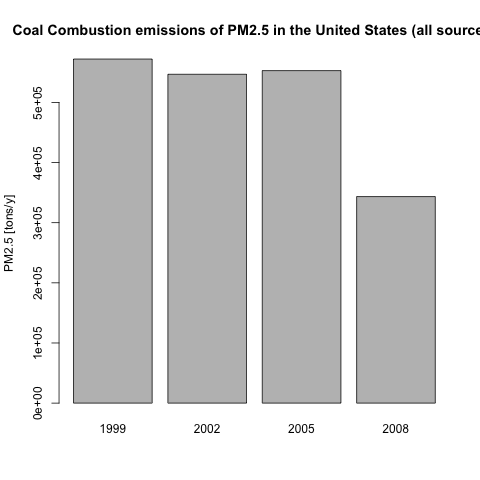 Coal Combustion emissions of PM2.5 in the United States (all source
PM2.5 [tons/y]
5e+05
4e+05
3e+05
2e+05
1e+05
0e+00
1999 2002 2005 2008